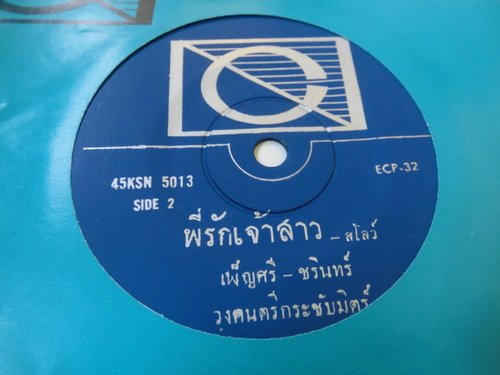 C
45KSN 5013
SIDE 2
ECP-32
พี่รักเจ้าสาว – สโลว์
เพ็ญศรี – ชรินทร์
วงดนตรีกระชับมิตร์